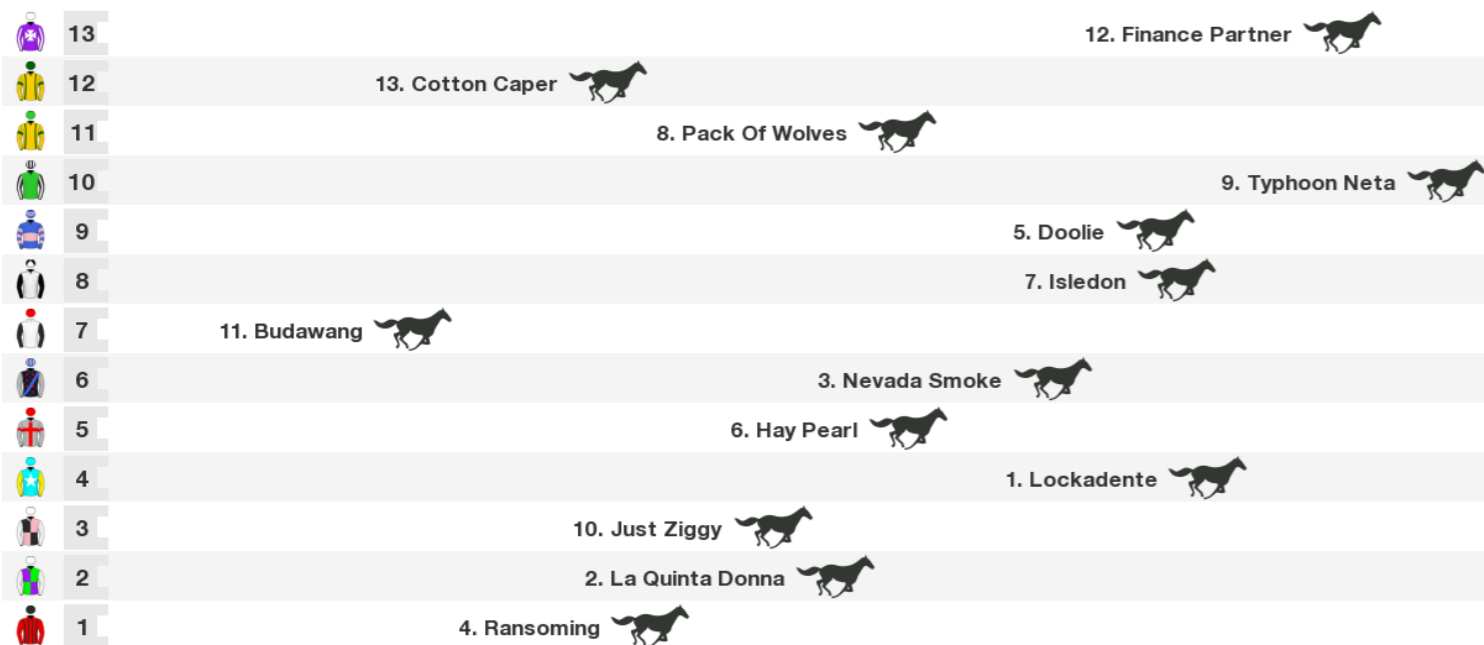 13 12. Finance Partner
12 13. Cotton Caper
11 8. Pack Of Wolves
10 9. Typhoon Neta
9 5. Doolie
8 7. Isledon
7 11. Budawang
6 3. Nevada Smoke
5 6. Hay Pearl
4 1. Lockadente
3 10. Just Ziggy
2 2. La Quinta Donna
1 4. Ransoming